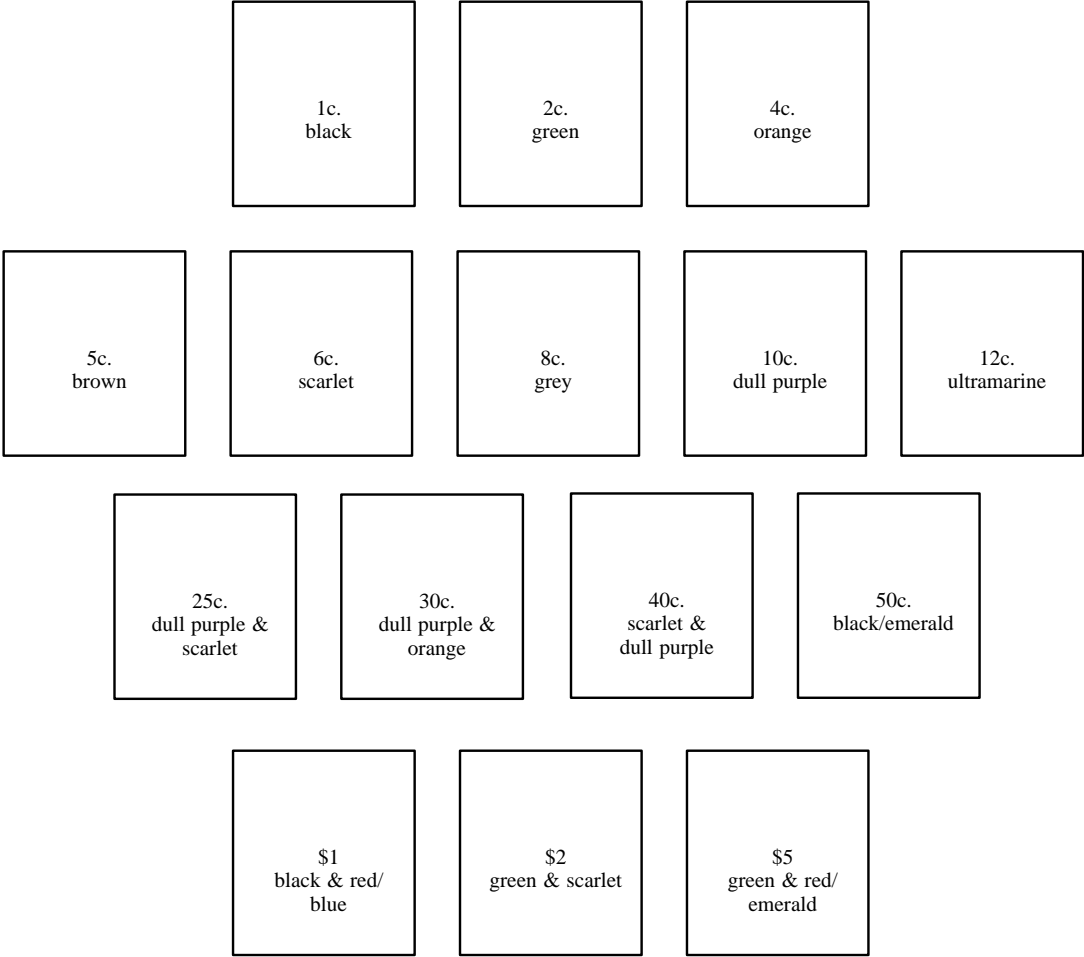 1c.
black
2c.
green
4c.
orange
5c.
brown
6c.
scarlet
8c.
grey
10c.
dull purple
12c.
ultramarine
25c.
dull purple &
scarlet
30c.
dull purple &
orange
40c.
scarlet &
dull purple
50c.
black/emerald
$1
black & red/
blue
$2
green & scarlet
$5
green & red/
emerald